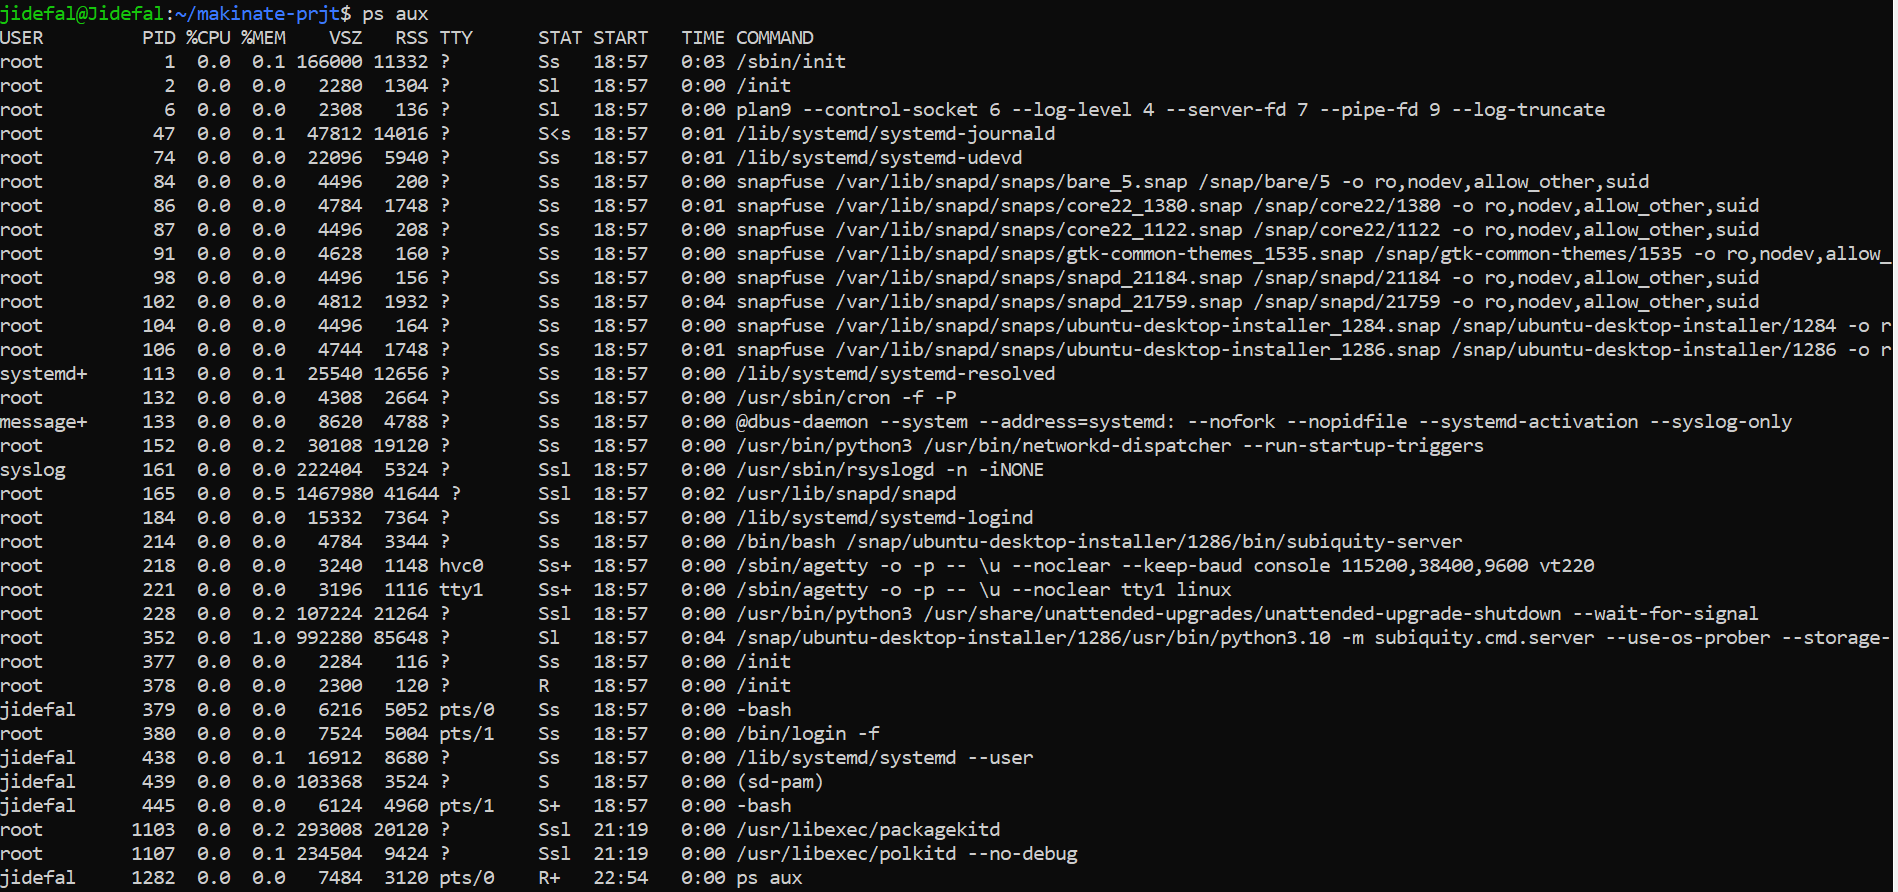 jidefal@Jidefal:~/makinate-prjt$ ps aux
USER         PID %CPU %MEM    VSZ   RSS TTY      STAT START   TIME COMMAND
root           1  0.0  0.1 166000 11332 ?        Ss   18:57   0:03 /sbin/init
root           2  0.0  0.0   2280  1304 ?        Sl   18:57   0:00 /init
root           6  0.0  0.0   2308   136 ?        Sl   18:57   0:00 plan9 --control-socket 6 --log-level 4 --server-fd 7 --pipe-fd 9 --log-truncate
root          47  0.0  0.1  47812 14016 ?        S<s  18:57   0:01 /lib/systemd/systemd-journald
root          74  0.0  0.0  22096  5940 ?        Ss   18:57   0:01 /lib/systemd/systemd-udevd
root          84  0.0  0.0   4496   200 ?        Ss   18:57   0:00 snapfuse /var/lib/snapd/snaps/bare_5.snap /snap/bare/5 -o ro,nodev,allow_other,suid
root          86  0.0  0.0   4784  1748 ?        Ss   18:57   0:01 snapfuse /var/lib/snapd/snaps/core22_1380.snap /snap/core22/1380 -o ro,nodev,allow_other,suid
root          87  0.0  0.0   4496   208 ?        Ss   18:57   0:00 snapfuse /var/lib/snapd/snaps/core22_1122.snap /snap/core22/1122 -o ro,nodev,allow_other,suid
root          91  0.0  0.0   4628   160 ?        Ss   18:57   0:00 snapfuse /var/lib/snapd/snaps/gtk-common-themes_1535.snap /snap/gtk-common-themes/1535 -o ro,nodev,allow_
root          98  0.0  0.0   4496   156 ?        Ss   18:57   0:00 snapfuse /var/lib/snapd/snaps/snapd_21184.snap /snap/snapd/21184 -o ro,nodev,allow_other,suid
root         102  0.0  0.0   4812  1932 ?        Ss   18:57   0:04 snapfuse /var/lib/snapd/snaps/snapd_21759.snap /snap/snapd/21759 -o ro,nodev,allow_other,suid
root         104  0.0  0.0   4496   164 ?        Ss   18:57   0:00 snapfuse /var/lib/snapd/snaps/ubuntu-desktop-installer_1284.snap /snap/ubuntu-desktop-installer/1284 -o r
root         106  0.0  0.0   4744  1748 ?        Ss   18:57   0:01 snapfuse /var/lib/snapd/snaps/ubuntu-desktop-installer_1286.snap /snap/ubuntu-desktop-installer/1286 -o r
systemd+     113  0.0  0.1  25540 12656 ?        Ss   18:57   0:00 /lib/systemd/systemd-resolved
root         132  0.0  0.0   4308  2664 ?        Ss   18:57   0:00 /usr/sbin/cron -f -P
message+     133  0.0  0.0   8620  4788 ?        Ss   18:57   0:00 @dbus-daemon --system --address=systemd: --nofork --nopidfile --systemd-activation --syslog-only
root         152  0.0  0.2  30108 19120 ?        Ss   18:57   0:00 /usr/bin/python3 /usr/bin/networkd-dispatcher --run-startup-triggers
syslog       161  0.0  0.0 222404  5324 ?        Ssl  18:57   0:00 /usr/sbin/rsyslogd -n -iNONE
root         165  0.0  0.5 1467980 41644 ?       Ssl  18:57   0:02 /usr/lib/snapd/snapd
root         184  0.0  0.0  15332  7364 ?        Ss   18:57   0:00 /lib/systemd/systemd-logind
root         214  0.0  0.0   4784  3344 ?        Ss   18:57   0:00 /bin/bash /snap/ubuntu-desktop-installer/1286/bin/subiquity-server
root         218  0.0  0.0   3240  1148 hvc0     Ss+  18:57   0:00 /sbin/agetty -o -p -- \u --noclear --keep-baud console 115200,38400,9600 vt220
root         221  0.0  0.0   3196  1116 tty1     Ss+  18:57   0:00 /sbin/agetty -o -p -- \u --noclear tty1 linux
root         228  0.0  0.2 107224 21264 ?        Ssl  18:57   0:00 /usr/bin/python3 /usr/share/unattended-upgrades/unattended-upgrade-shutdown --wait-for-signal
root         352  0.0  1.0 992280 85648 ?        Sl   18:57   0:04 /snap/ubuntu-desktop-installer/1286/usr/bin/python3.10 -m subiquity.cmd.server --use-os-prober --storage-
root         377  0.0  0.0   2284   116 ?        Ss   18:57   0:00 /init
root         378  0.0  0.0   2300   120 ?        R    18:57   0:00 /init
jidefal      379  0.0  0.0   6216  5052 pts/0    Ss   18:57   0:00 -bash
root         380  0.0  0.0   7524  5004 pts/1    Ss   18:57   0:00 /bin/login -f
jidefal      438  0.0  0.1  16912  8680 ?        Ss   18:57   0:00 /lib/systemd/systemd --user
jidefal      439  0.0  0.0 103368  3524 ?        S    18:57   0:00 (sd-pam)
jidefal      445  0.0  0.0   6124  4960 pts/1    S+   18:57   0:00 -bash
root        1103  0.0  0.2 293008 20120 ?        Ssl  21:19   0:00 /usr/libexec/packagekitd
root        1107  0.0  0.1 234504  9424 ?        Ssl  21:19   0:00 /usr/libexec/polkitd --no-debug
jidefal     1282  0.0  0.0   7484  3120 pts/0    R+   22:54   0:00 ps aux